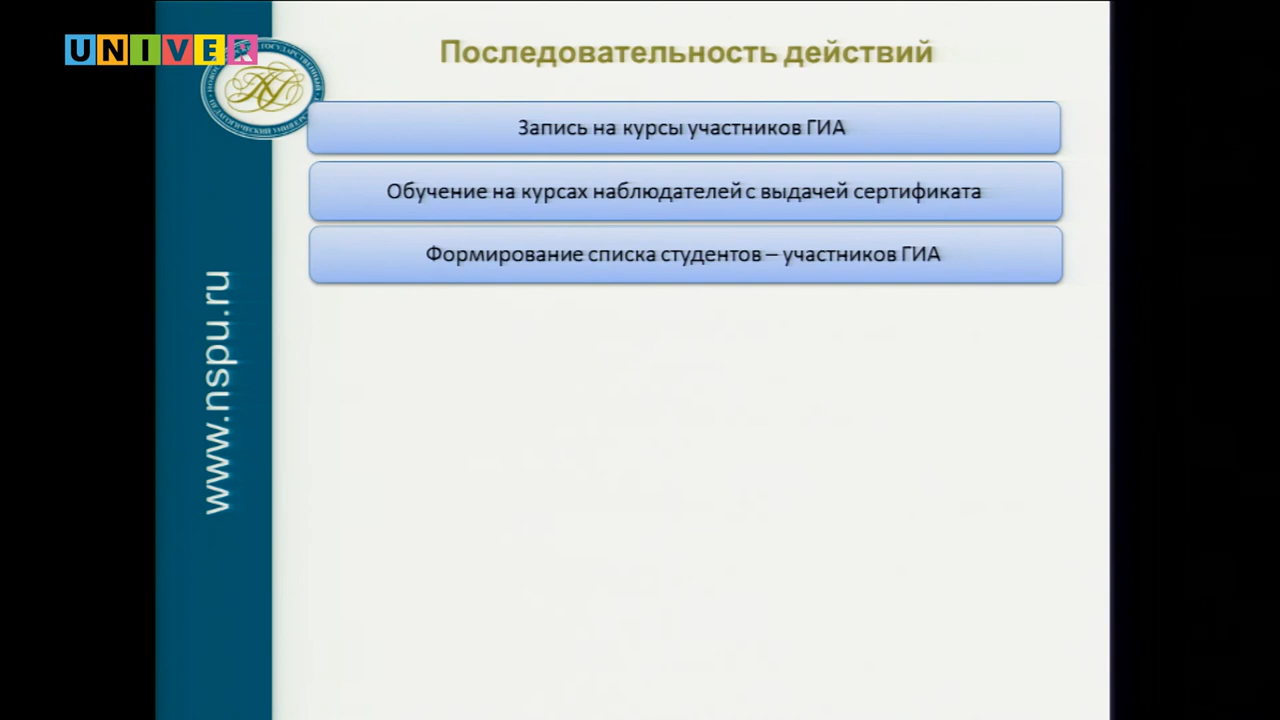 UNIVER
Последовательность действий
Запись на курсы участников ГИА
Обучение на курсах наблюдателей с выдачей сертификата
Формирование списка студентов – участников ГИА
www.nspu.ru